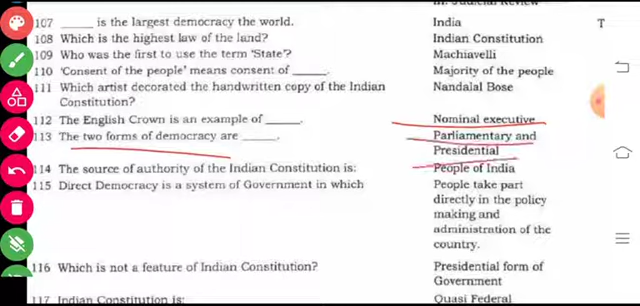 III. Judicial Review
107 _____ is the largest democracy the world. India T
108 Which is the highest law of the land? Indian Constitution
109 Who was the first to use the term 'State'? Machiavelli
110 'Consent of the people' means consent of _____. Majority of the people
111 Which artist decorated the handwritten copy of the Indian Nandalal Bose
Constitution?
112 The English Crown is an example of _____. Nominal executive
113 The two forms of democracy are _____. Parliamentary and
Presidential
114 The source of authority of the Indian Constitution is: People of India
115 Direct Democracy is a system of Government in which People take part
directly in the policy
making and
administration of the
country.
116 Which is not a feature of Indian Constitution? Presidential form of
Government
117 Indian Constitution is: Quasi Federal